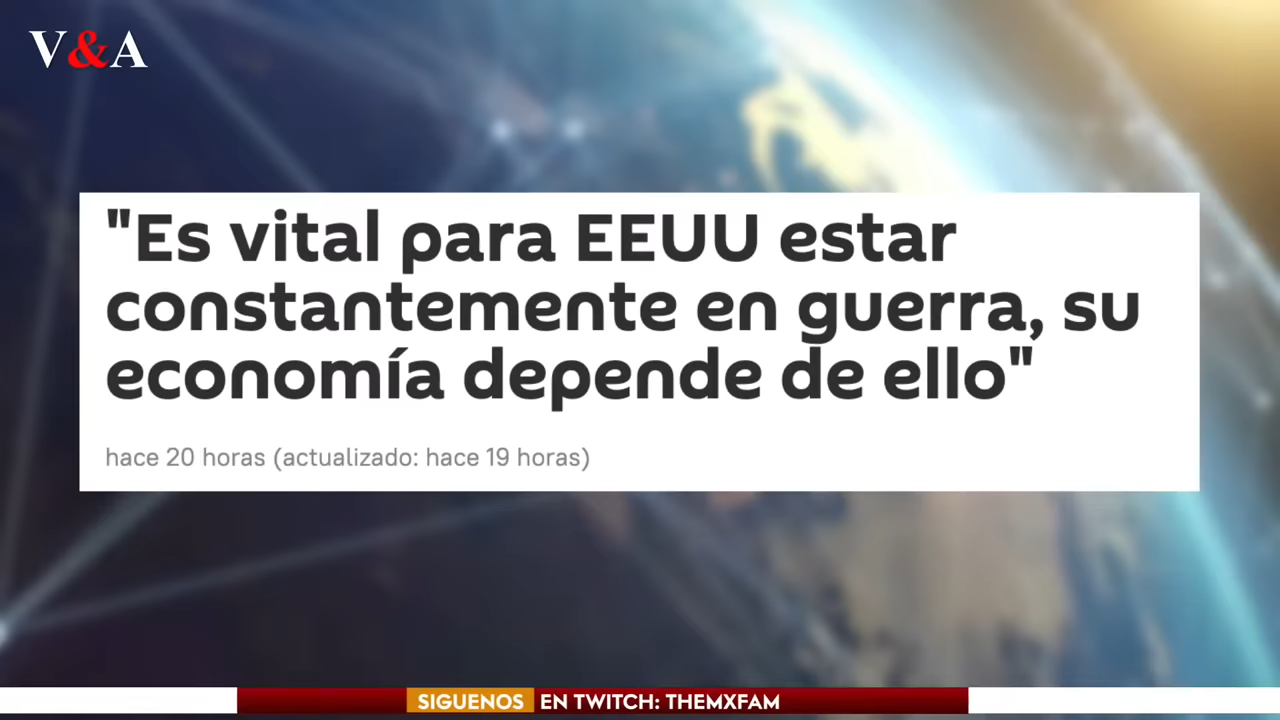 V&A
"Es vital para EEUU estar
constantemente en guerra, su
economía depende de ello"
hace 20 horas (actualizado: hace 19 horas)
SIGUENOS EN TWITCH: THEMXFAM